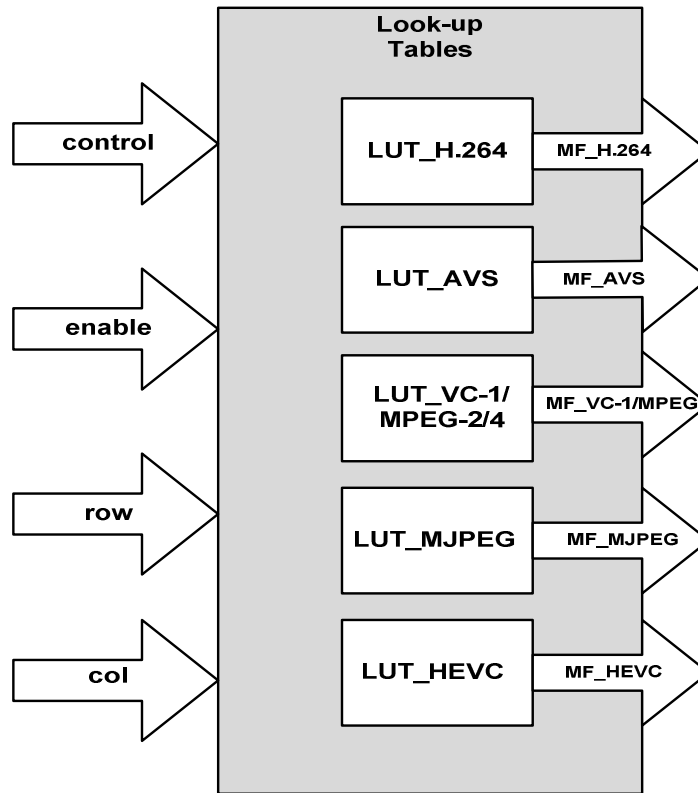 Look-up
Tables
control
enable
row
col
LUT_H.264
MF_H.264
LUT_AVS
MF_AVS
LUT_VC-1/
MPEG-2/4
MF_VC-1/MPEG
LUT_MJPEG
MF_MJPEG
LUT_HEVC
MF_HEVC